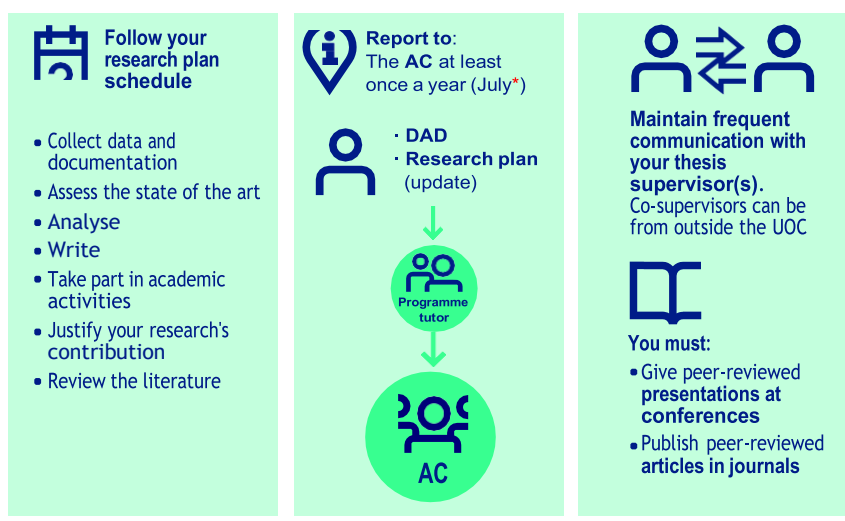 Follow your
research plan
schedule
• Collect data and
documentation
• Assess the state of the art
• Analyse
• Write
• Take part in academic
activities
• Justify your research's
contribution
• Review the literature
Report to:
The AC at least
once a year (July*)
· DAD
· Research plan
(update)
Programme
tutor
AC
Maintain frequent
communication with
your thesis
supervisor(s).
Co-supervisors can be
from outside the UOC
You must:
• Give peer-reviewed
presentations at
conferences
• Publish peer-reviewed
articles in journals